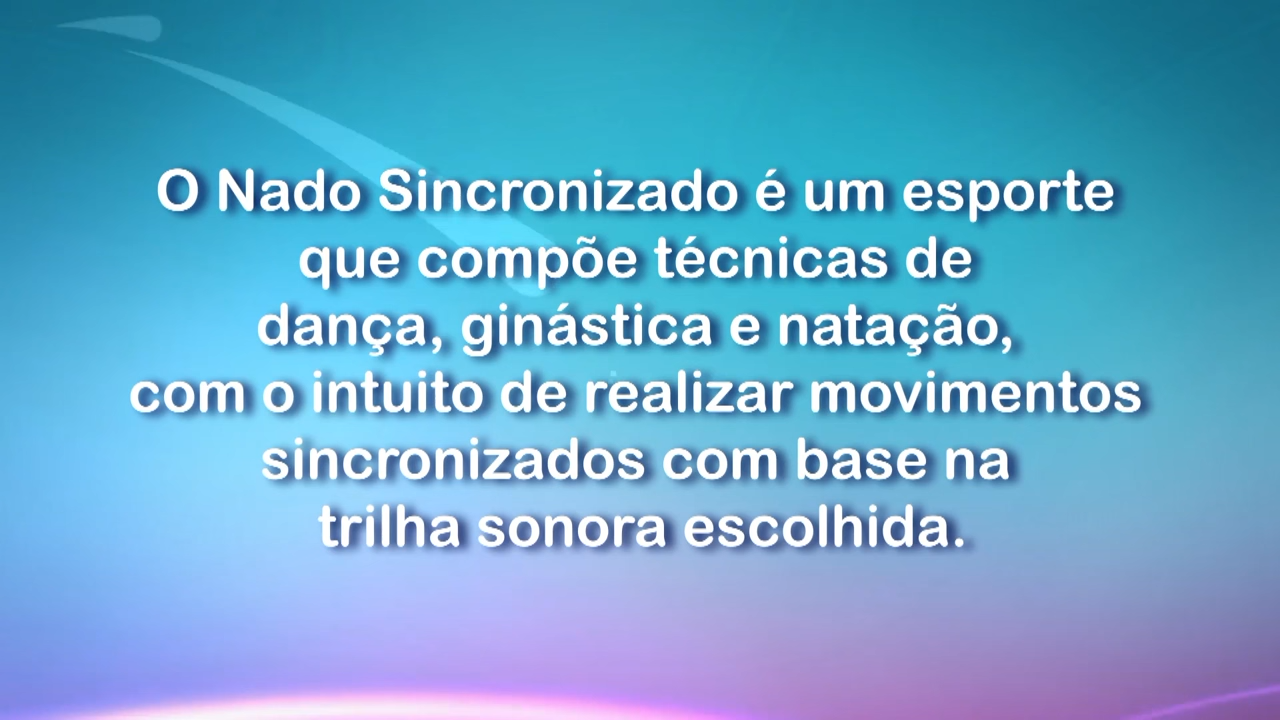 O Nado Sincronizado é um esporte
que compõe técnicas de
dança, ginástica e natação,
com o intuito de realizar movimentos
sincronizados com base na
trilha sonora escolhida.